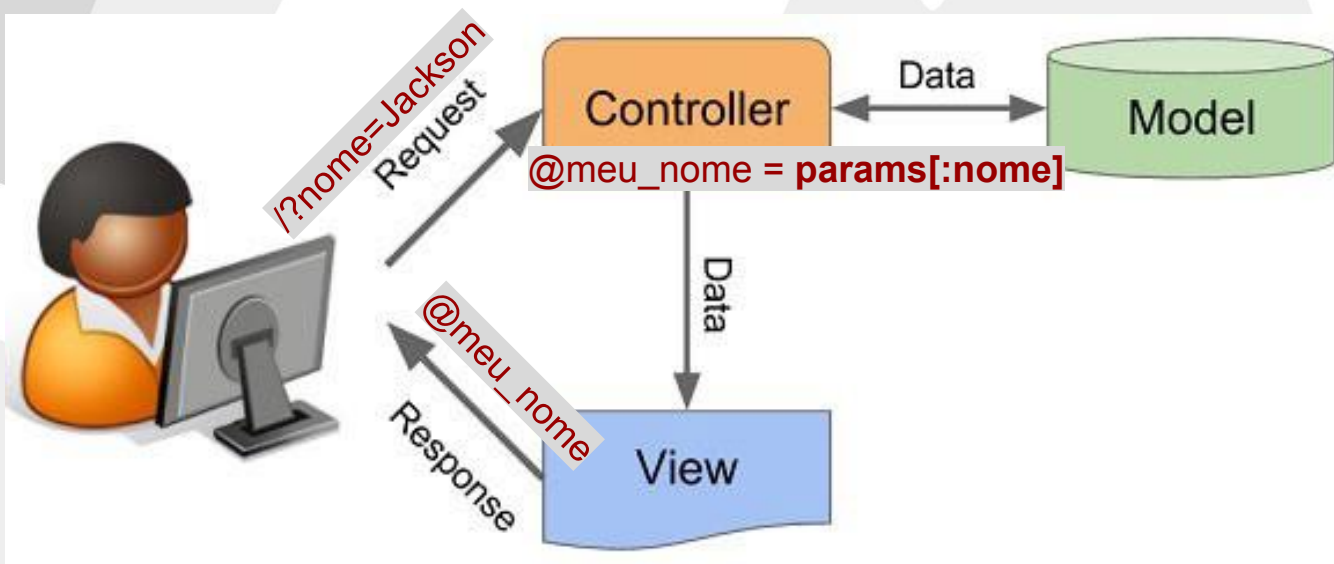 /?nome=Jackson
Request
Controller
@meu_nome = params[:nome]
Data
Model
Data
@meu_nome
Response
View